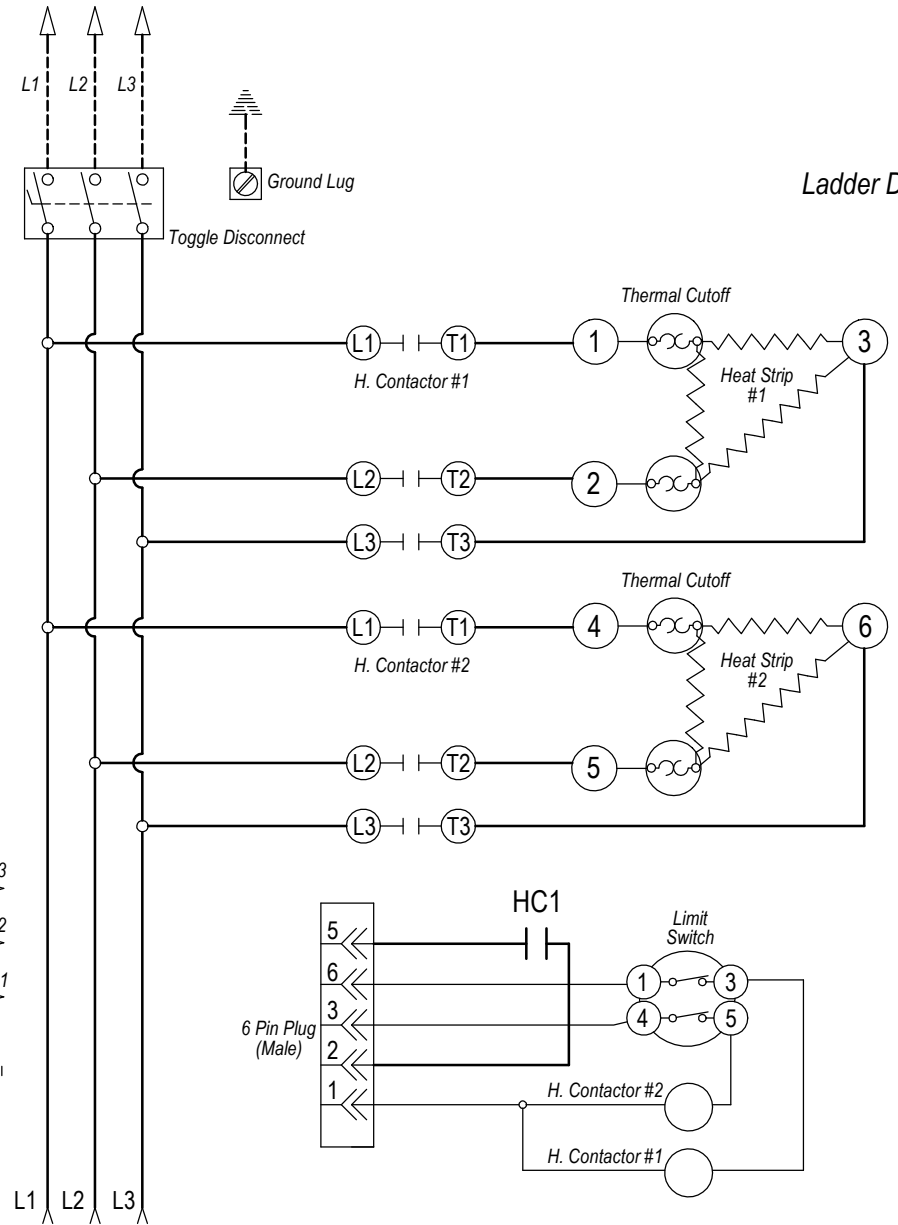 L1 L2 L3
Ground Lug
Ladder D
Toggle Disconnect
Thermal Cutoff
L1 T1 1 3
H. Contactor #1
Heat Strip
#1
L2 T2 2
L3 T3
Thermal Cutoff
L1 T1 4 6
H. Contactor #2
Heat Strip
#2
L2 T2 5
L3 T3
3
2
1
HC1
Limit
Switch
5
6 1 3
3 4 5
6 Pin Plug
(Male)
2
1
H. Contactor #2
H. Contactor #1
L1 L2 L3